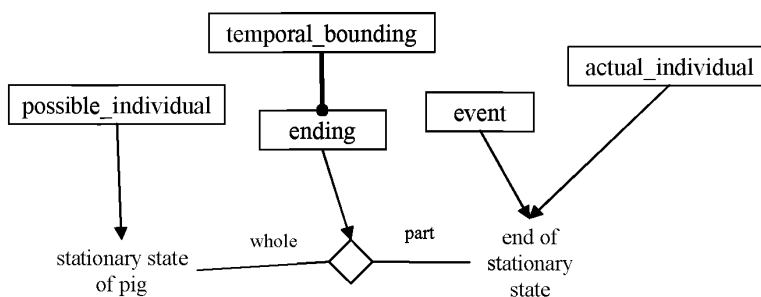 temporal_bounding
actual_individual
possible_individual
event
ending
whole
part
stationary state
of pig
end of
stationary
state